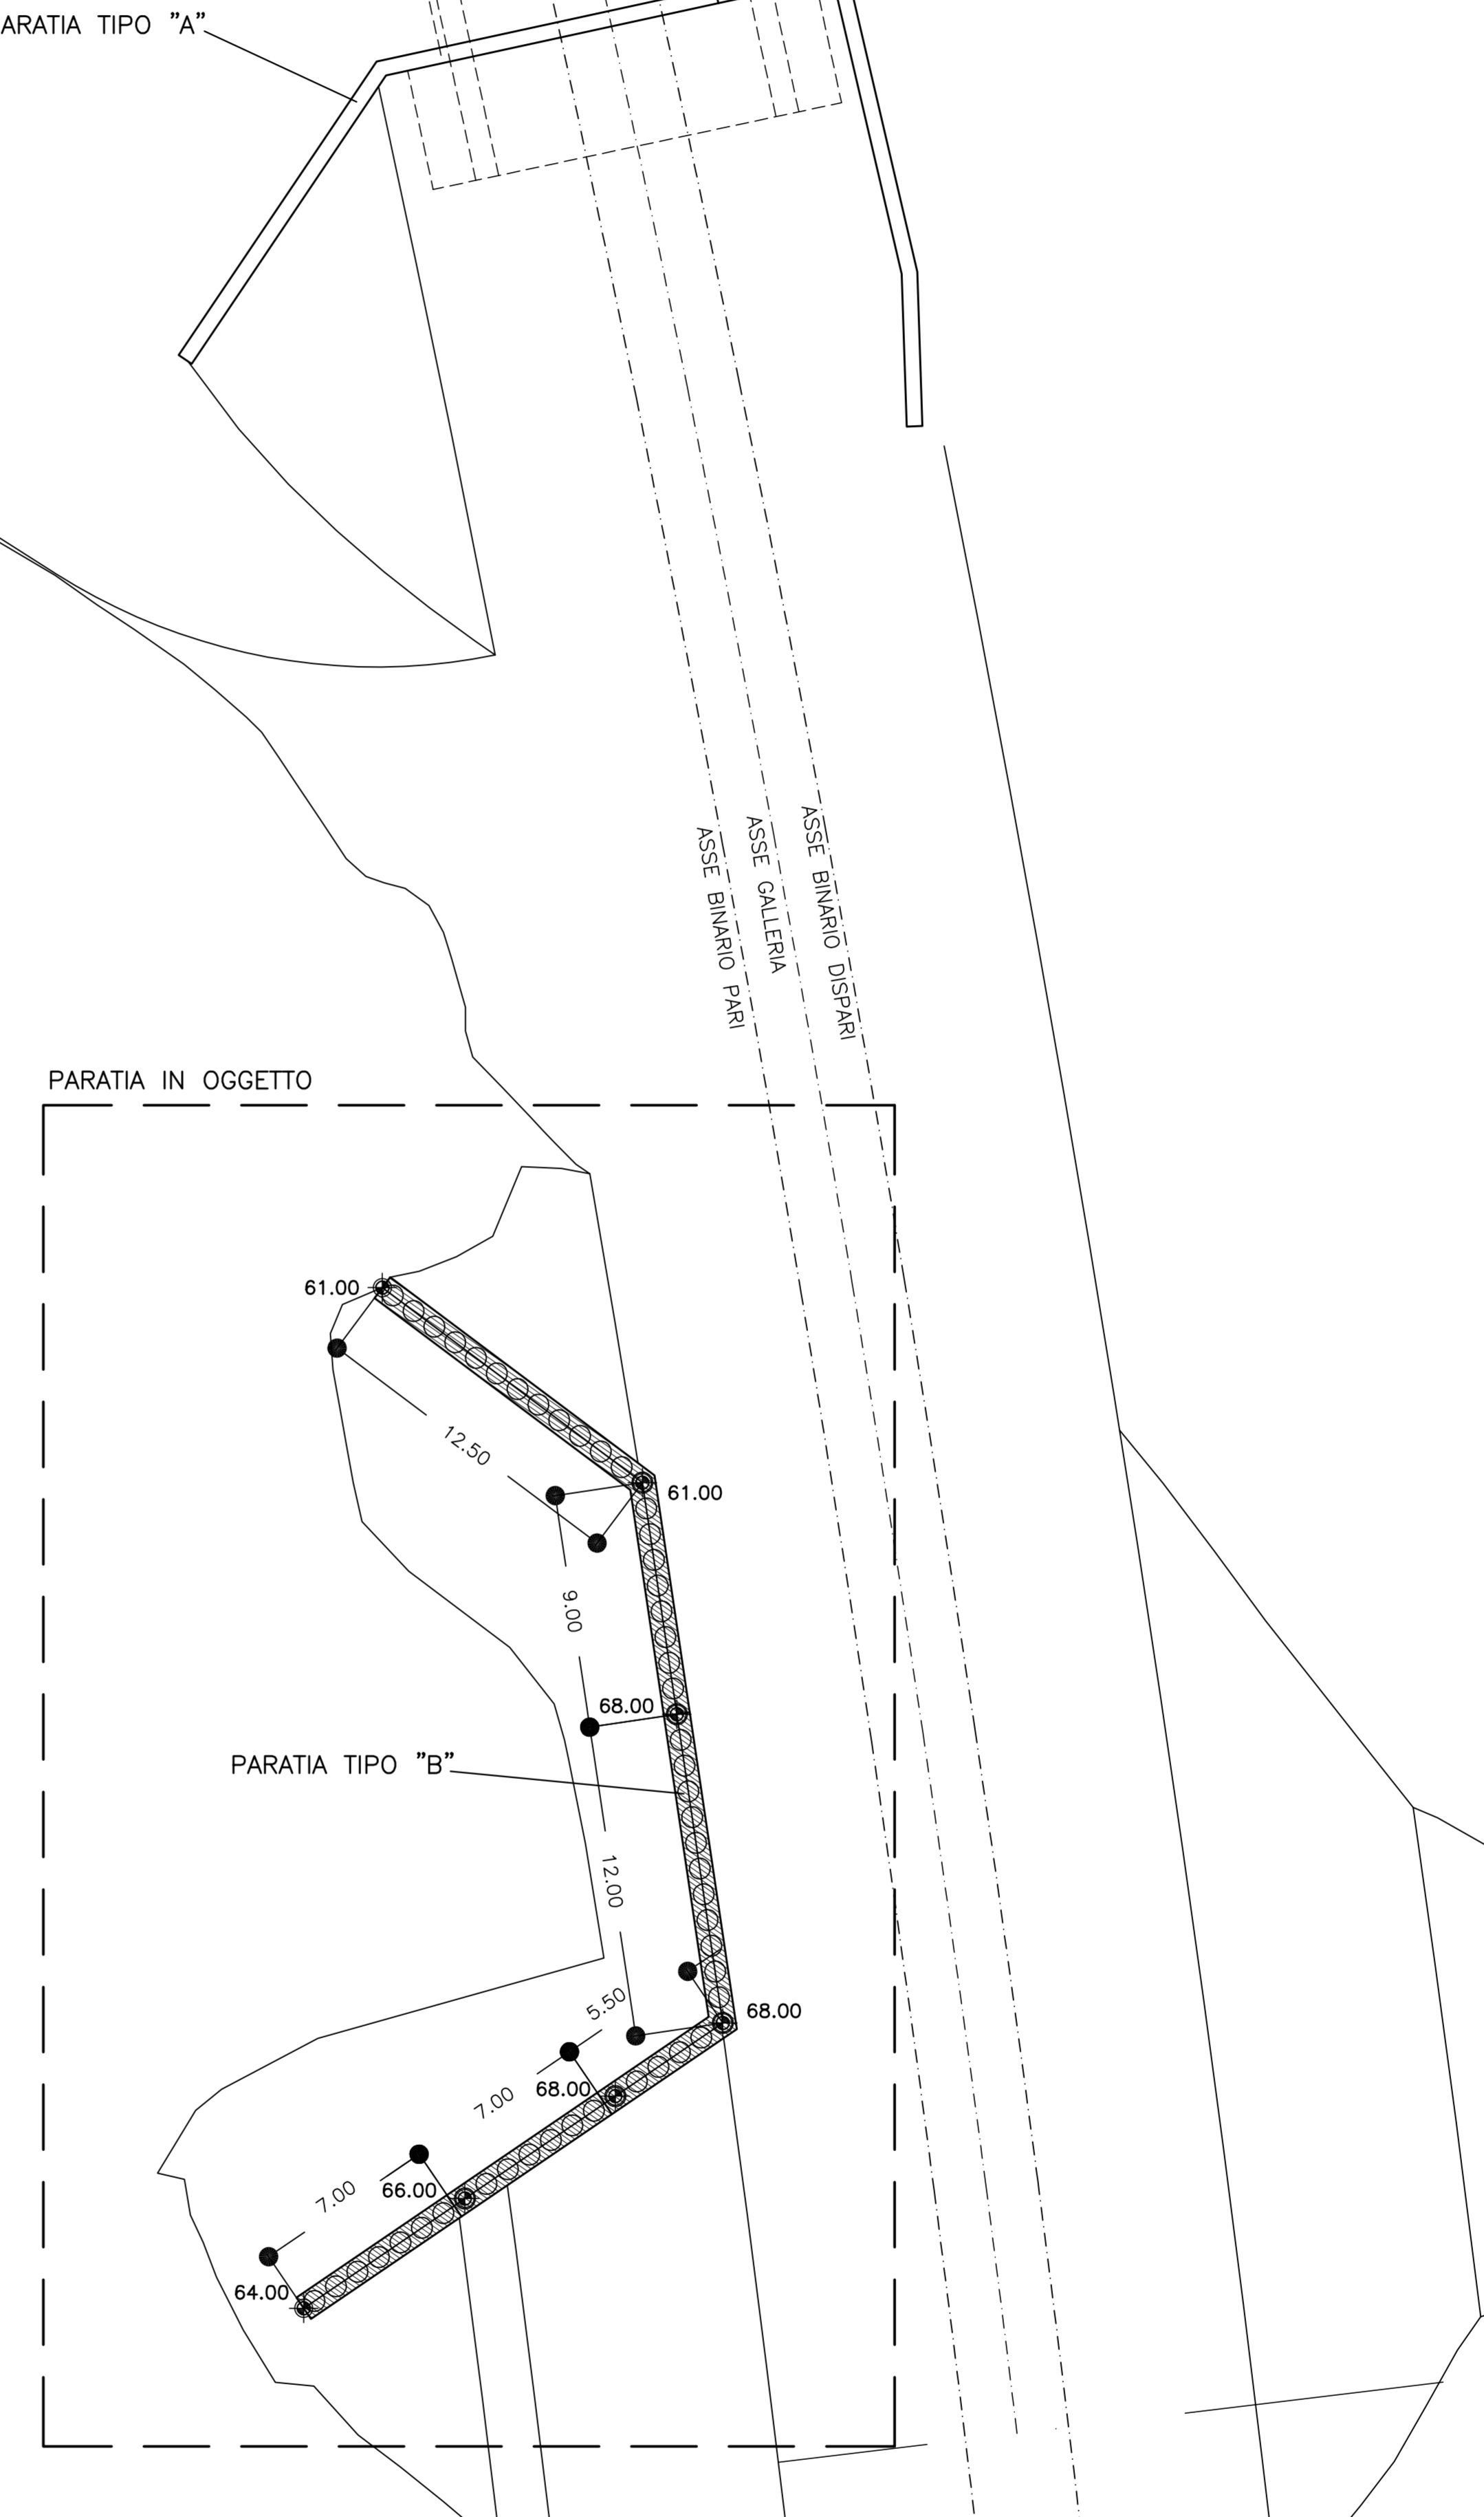 ARATIA TIPO ”A”
ASSE BINARIO PARI
ASSE GALLERIA
ASSE BINARIO DISPARI
PARATIA IN OGGETTO
61.00
12.50
61.00
9.00
68.00
PARATIA TIPO ”B”
12.00
5.50
68.00
7.00
68.00
7.00
66.00
64.00